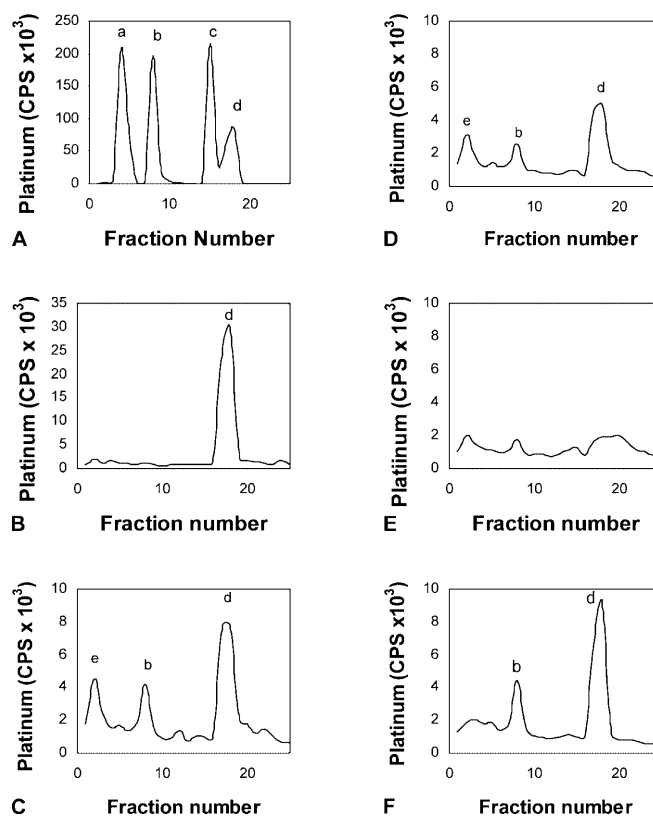 Platinum (CPS x10³)
250
200
150
100
50
0
a
b
c
d
0
10
20
A
Fraction Number
Platinum (CPS x10³)
10
8
6
4
2
0
e
b
d
0
10
20
D
Fraction number
Platinum (CPS x 10³)
35
30
25
20
15
10
5
0
d
0
10
20
B
Fraction number
Platiinum (CPS x 10³)
10
8
6
4
2
0
0
10
20
E
Fraction number
Platinum (CPS x 10³)
10
8
6
4
2
0
e
b
d
0
10
20
C
Fraction number
Platinum (CPS x10³)
10
8
6
4
2
0
b
d
0
10
20
F
Fraction number